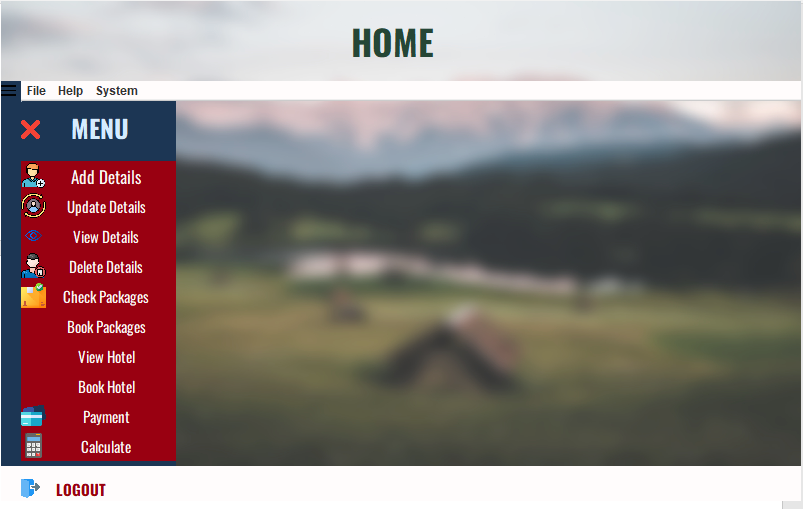 HOME
File Help System
MENU
Add Details
Update Details
View Details
Delete Details
Check Packages
Book Packages
View Hotel
Book Hotel
Payment
Calculate
LOGOUT